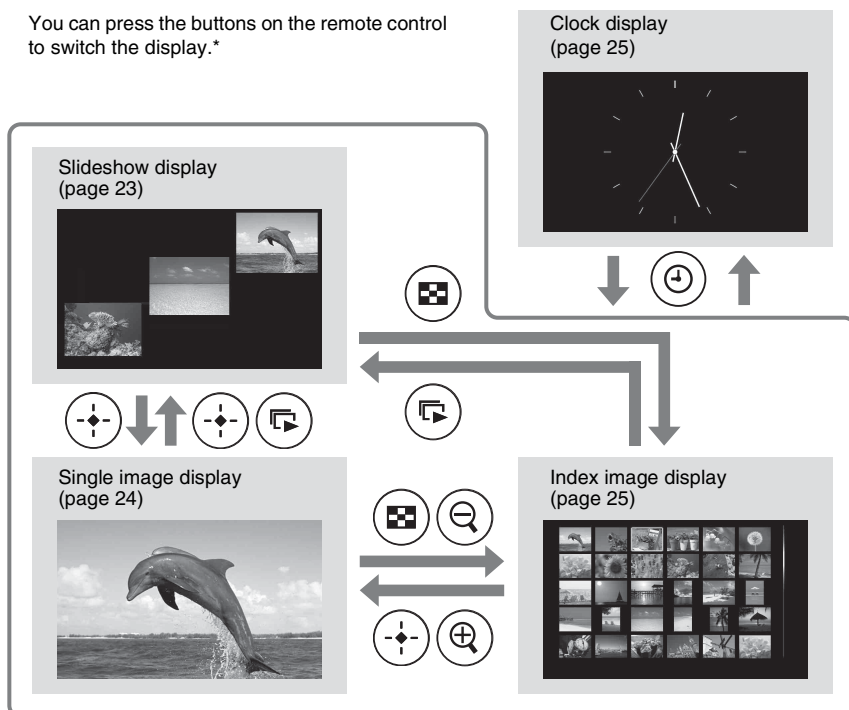 You can press the buttons on the remote control
to switch the display.*
Clock display
(page 25)
Slideshow display
(page 23)
Single image display
(page 24)
Index image display
(page 25)